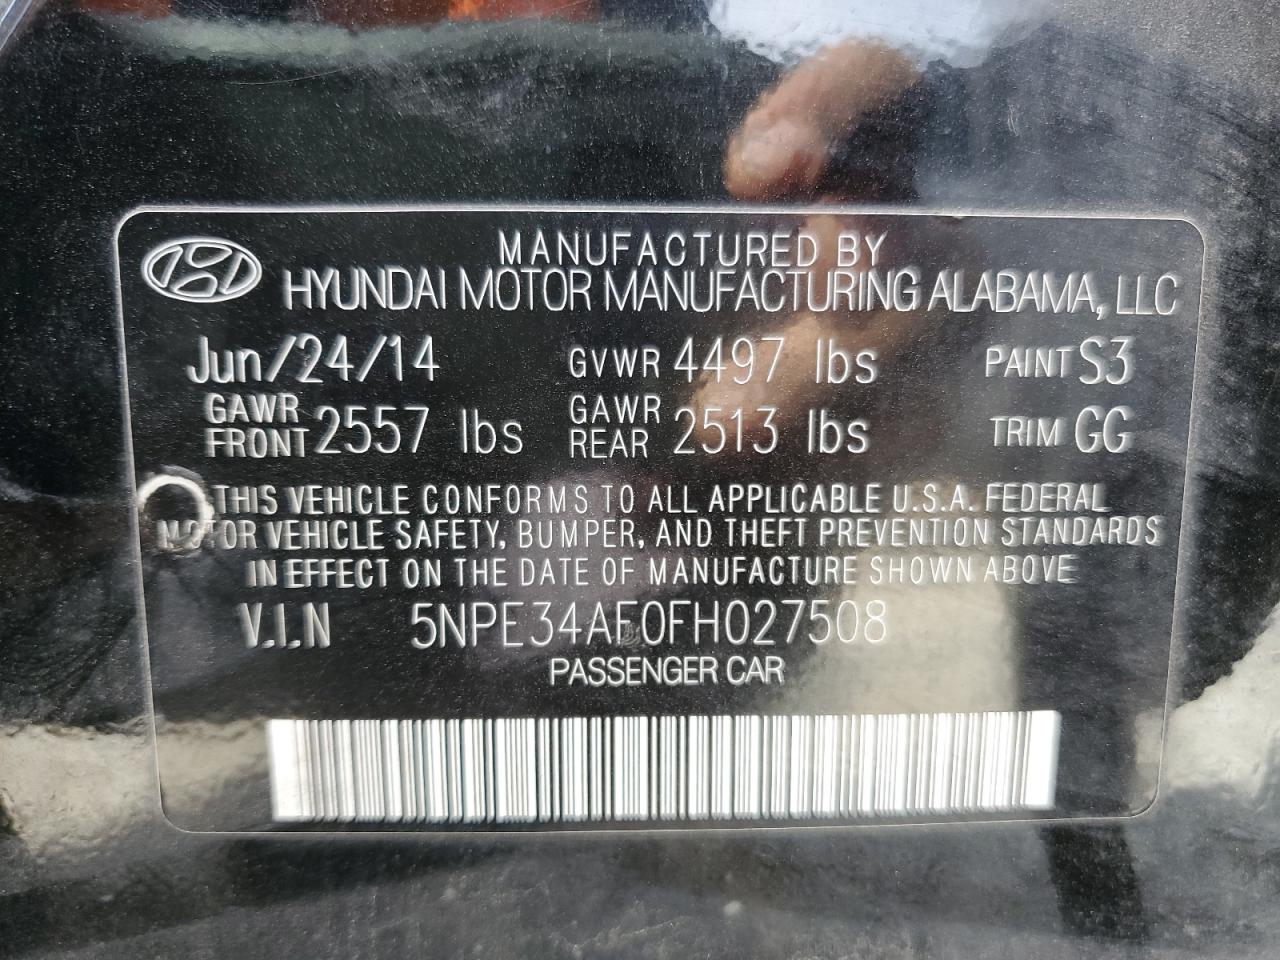 MANUFACTURED BY
HYUNDAI MOTOR MANUFACTURING ALABAMA, LLC
Jun/24/14 GVWR 4497 lbs PAINT S3
GAWR FRONT 2557 lbs GAWR REAR 2513 lbs TRIM GG
THIS VEHICLE CONFORMS TO ALL APPLICABLE U.S.A. FEDERAL
MOTOR VEHICLE SAFETY, BUMPER, AND THEFT PREVENTION STANDARDS
IN EFFECT ON THE DATE OF MANUFACTURE SHOWN ABOVE
V.I.N 5NPE34AF0FH027508
PASSENGER CAR